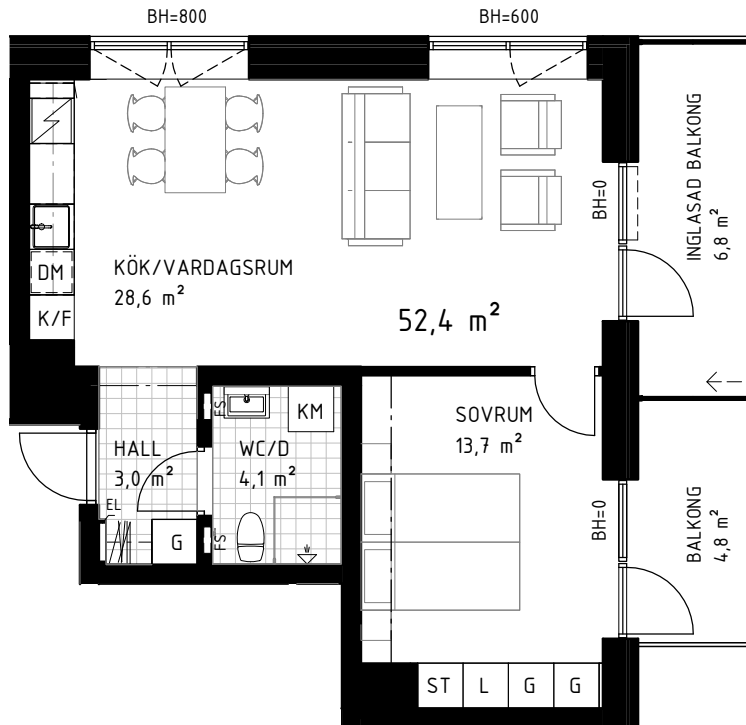 BH=800
BH=600
INGLASAD BALKONG
6,8 m²
BH=0
KÖK/VARDAGSRUM
28,6 m²
DM
K/F
52,4 m²
FS
KM
SOVRUM
13,7 m²
HALL
3,0 m²
WC/D
4,1 m²
EL
G
FS
BH=0
BALKONG
4,8 m²
ST
L
G
G